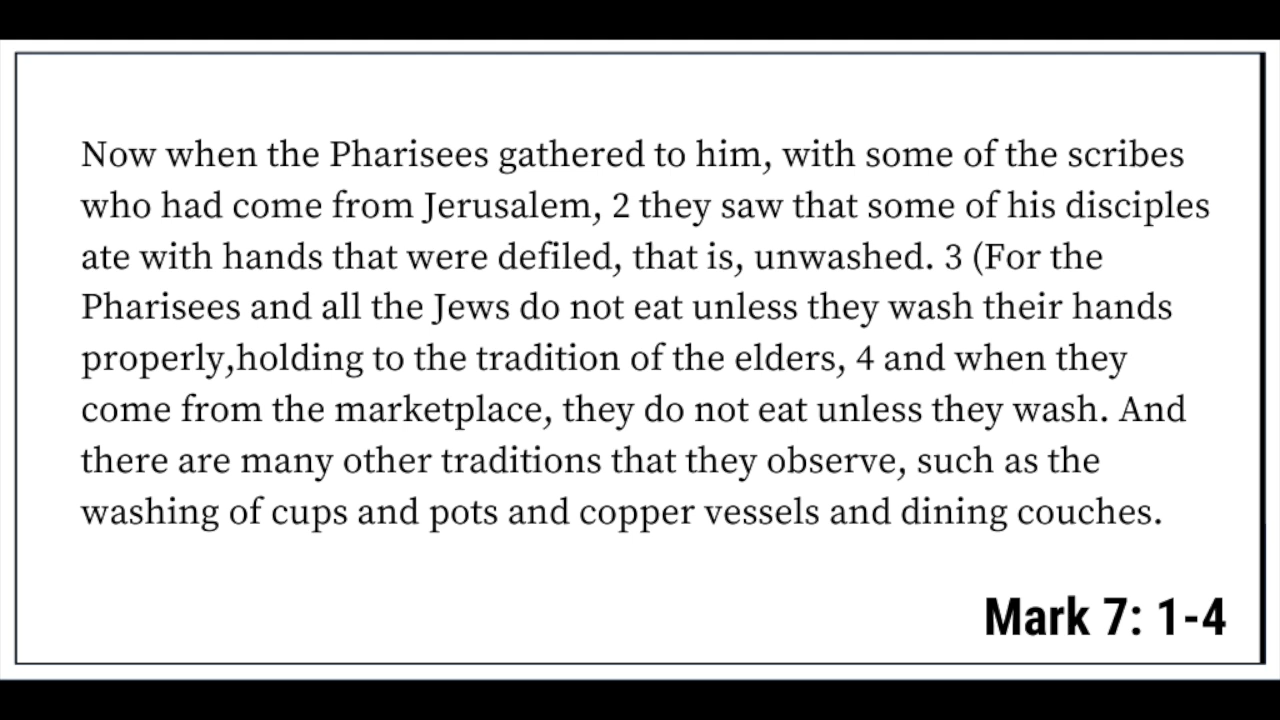 Now when the Pharisees gathered to him, with some of the scribes
who had come from Jerusalem, 2 they saw that some of his disciples
ate with hands that were defiled, that is, unwashed. 3 (For the
Pharisees and all the Jews do not eat unless they wash their hands
properly,holding to the tradition of the elders, 4 and when they
come from the marketplace, they do not eat unless they wash. And
there are many other traditions that they observe, such as the
washing of cups and pots and copper vessels and dining couches.
Mark 7: 1-4